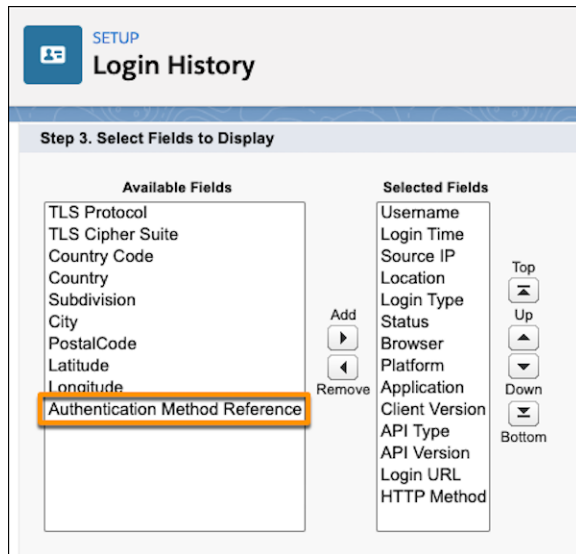 SETUP
Login History
Step 3. Select Fields to Display
Available Fields
TLS Protocol
TLS Cipher Suite
Country Code
Country
Subdivision
City
PostalCode
Latitude
Longitude
Authentication Method Reference
Add
Remove
Selected Fields
Username
Login Time
Source IP
Location
Login Type
Status
Browser
Platform
Application
Client Version
API Type
API Version
Login URL
HTTP Method
Top
Up
Down
Bottom